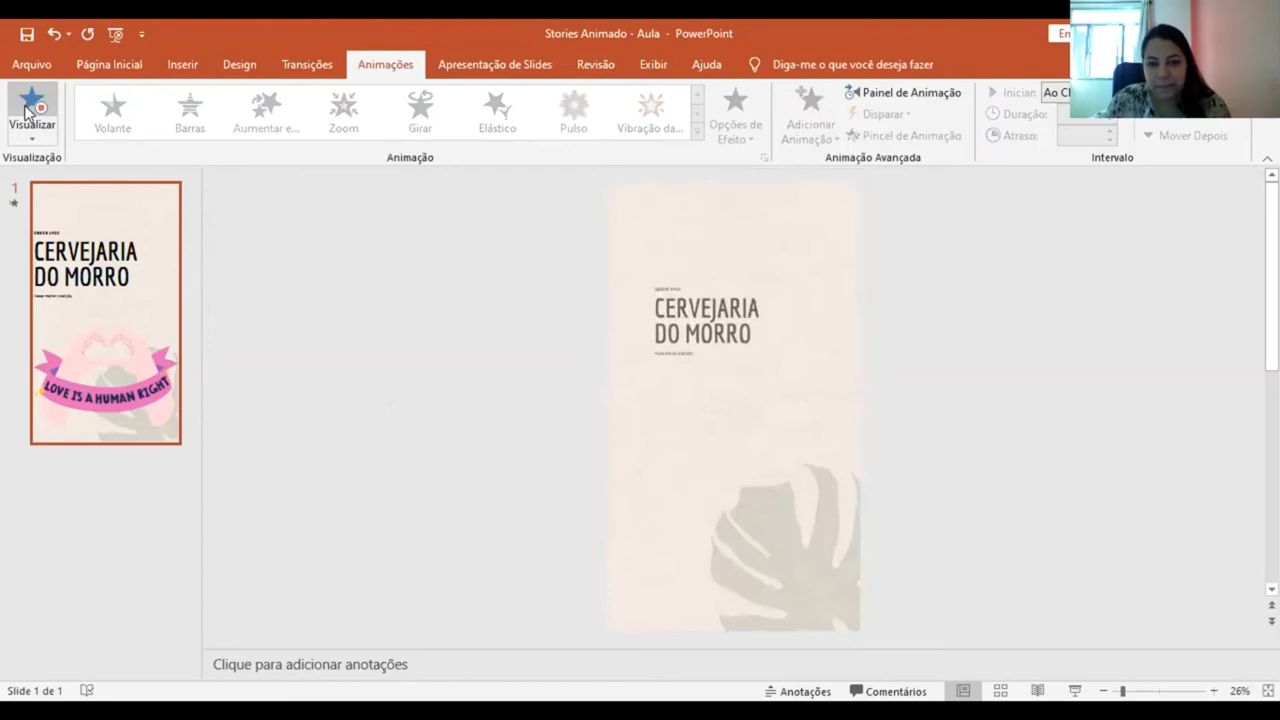 Stories Animado - Aula - PowerPoint
En
Arquivo Página Inicial Inserir Design Transições Animações Apresentação de Slides Revisão Exibir Ajuda Diga-me o que você deseja fazer
Visualizar
Volante Barras Aumentar e... Zoom Girar Elástico Pulso Vibração da...
Opções de Efeito
Adicionar Animação
Painel de Animação
Disparar
Pincel de Animação
Iniciar: Ao Cl
Duração:
Atraso:
Mover Depois
Visualização Animação Animação Avançada Intervalo
1
CERVEJARIA
DO MORRO
LOVE IS A HUMAN RIGHT
CERVEJARIA
DO MORRO
Clique para adicionar anotações
Slide 1 de 1 Anotações Comentários 26%